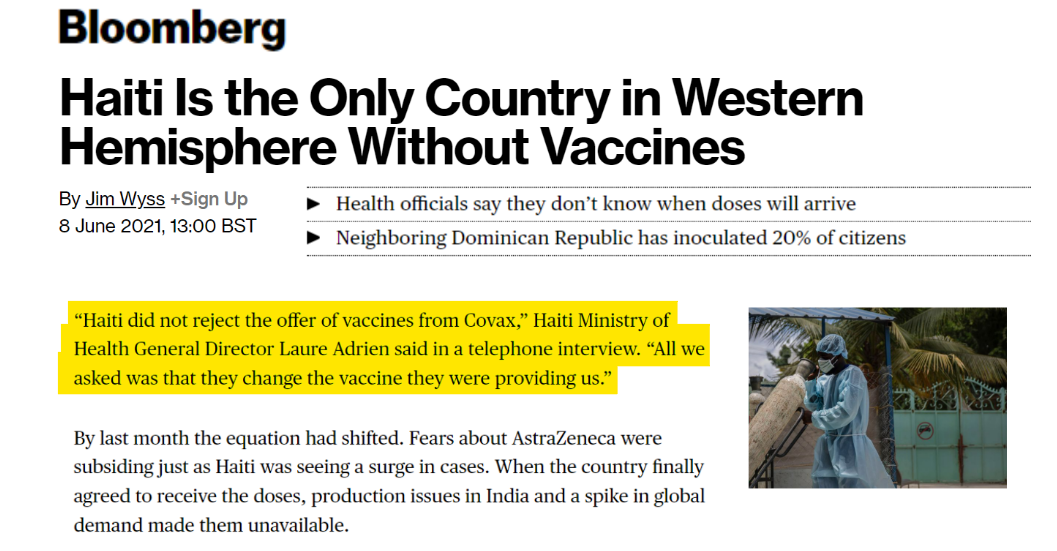 Bloomberg
Haiti Is the Only Country in Western
Hemisphere Without Vaccines
By Jim Wyss +Sign Up
8 June 2021, 13:00 BST
Health officials say they don’t know when doses will arrive
Neighboring Dominican Republic has inoculated 20% of citizens
“Haiti did not reject the offer of vaccines from Covax,” Haiti Ministry of
Health General Director Laure Adrien said in a telephone interview. “All we
asked was that they change the vaccine they were providing us.”
By last month the equation had shifted. Fears about AstraZeneca were
subsiding just as Haiti was seeing a surge in cases. When the country finally
agreed to receive the doses, production issues in India and a spike in global
demand made them unavailable.